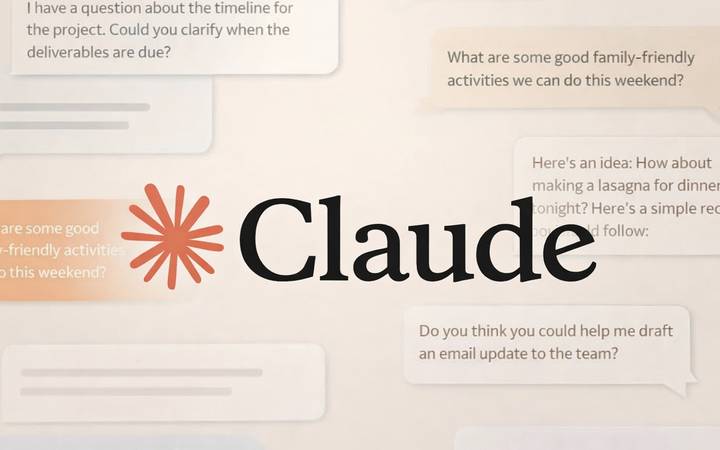 I have a question about the timeline for
the project. Could you clarify when the
deliverables are due?
What are some good family-friendly
activities we can do this weekend?
Here's an idea: How about
making a lasagna for dinner
tonight? Here's a simple
follow:
are some good
-friendly activities
this weekend?
Claude
Do you think you could help me draft
an email update to the team?